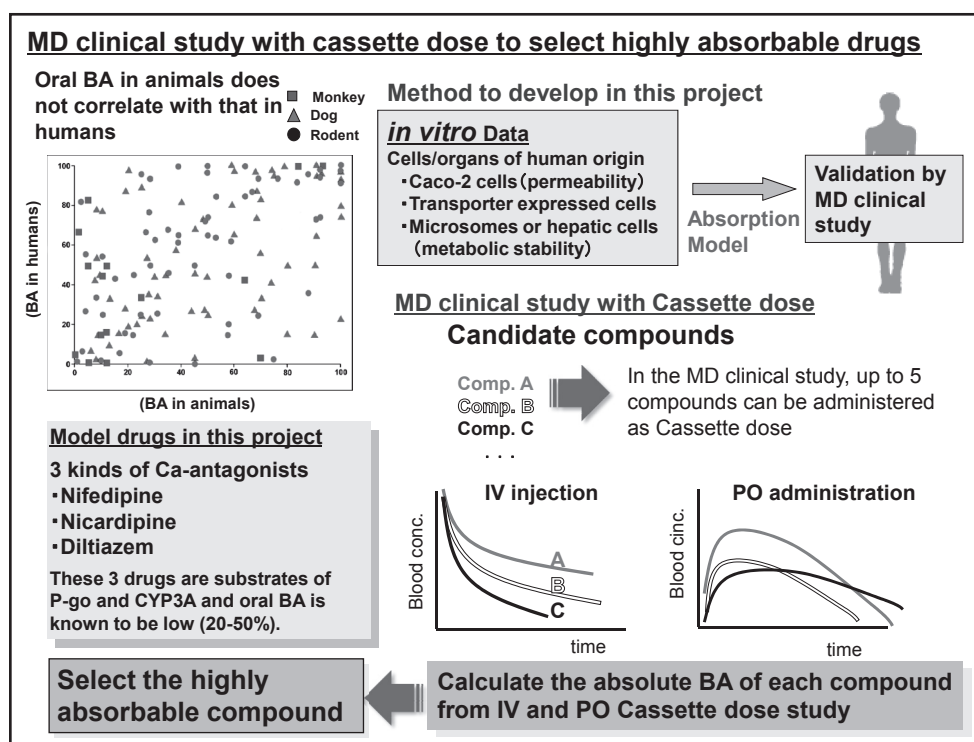 MD clinical study with cassette dose to select highly absorbable drugs
Oral BA in animals does
not correlate with that in
humans
Monkey
Dog
Rodent
100
80
60
40
20
0
0
20
40
60
80
100
(BA in humans)
(BA in animals)
Method to develop in this project
in vitro Data
Cells/organs of human origin
・Caco-2 cells（permeability）
・Transporter expressed cells
・Microsomes or hepatic cells
（metabolic stability）
Absorption
Model
Validation by
MD clinical
study
MD clinical study with Cassette dose
Candidate compounds
Comp. A
Comp. B
Comp. C
. . .
In the MD clinical study, up to 5
compounds can be administered
as Cassette dose
Model drugs in this project
3 kinds of Ca-antagonists
・Nifedipine
・Nicardipine
・Diltiazem
These 3 drugs are substrates of
P-go and CYP3A and oral BA is
known to be low (20-50%).
IV injection
Blood conc.
A
B
C
time
PO administration
Blood cinc.
time
Select the highly
absorbable compound
Calculate the absolute BA of each compound
from IV and PO Cassette dose study